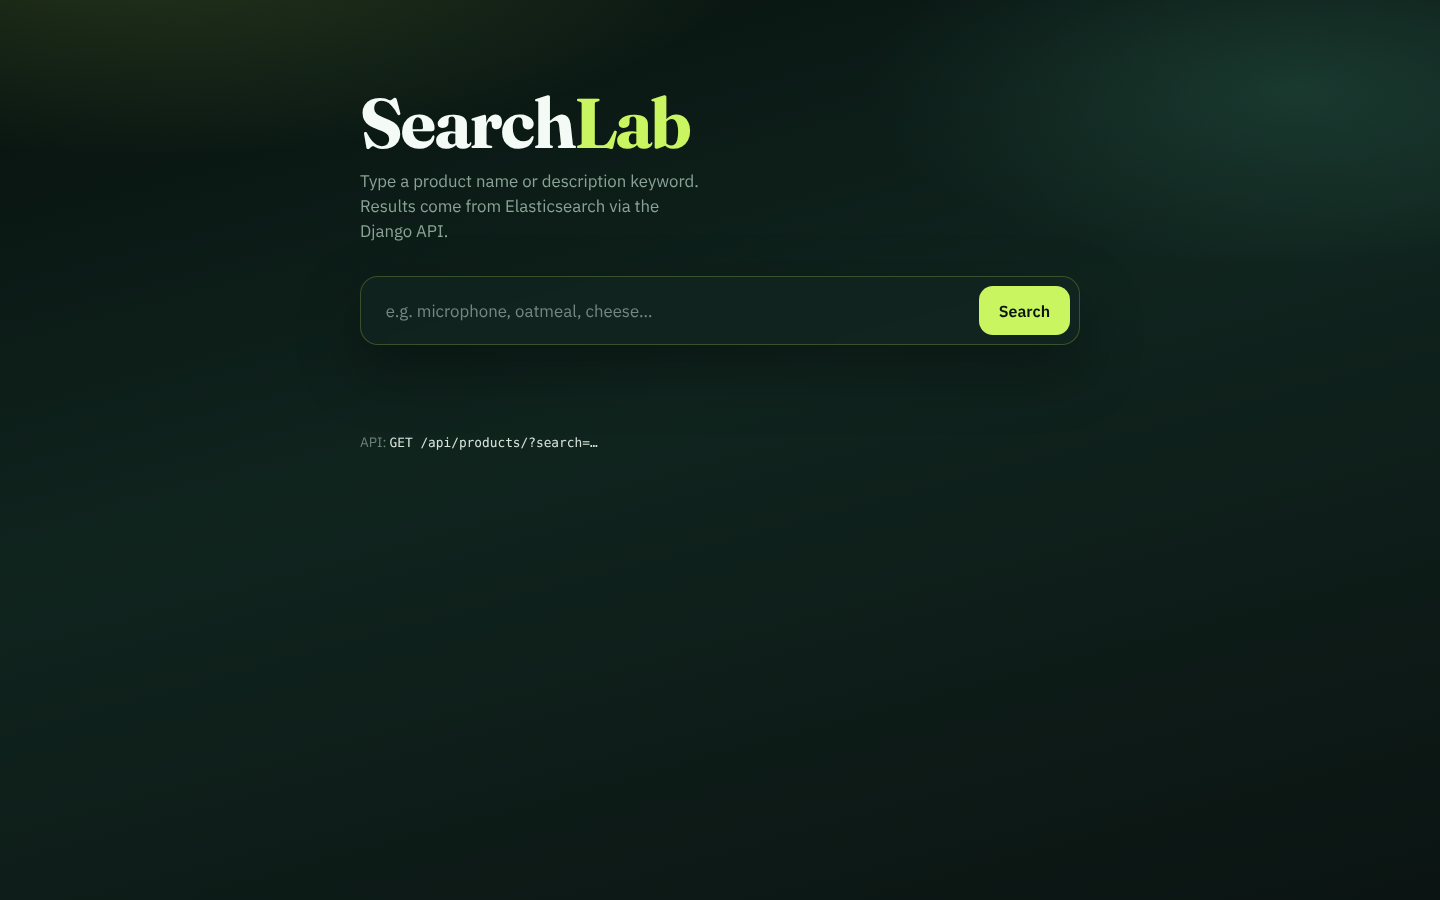 SearchLab
Type a product name or description keyword.
Results come from Elasticsearch via the
Django API.
e.g. microphone, oatmeal, cheese…
Search
API: GET /api/products/?search=…